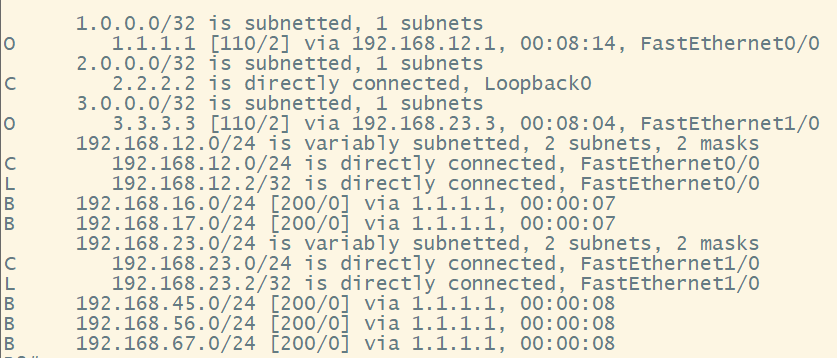 1.0.0.0/32 is subnetted, 1 subnets
O 1.1.1.1 [110/2] via 192.168.12.1, 00:08:14, FastEthernet0/0
2.0.0.0/32 is subnetted, 1 subnets
C 2.2.2.2 is directly connected, Loopback0
3.0.0.0/32 is subnetted, 1 subnets
O 3.3.3.3 [110/2] via 192.168.23.3, 00:08:04, FastEthernet1/0
192.168.12.0/24 is variably subnetted, 2 subnets, 2 masks
C 192.168.12.0/24 is directly connected, FastEthernet0/0
L 192.168.12.2/32 is directly connected, FastEthernet0/0
B 192.168.16.0/24 [200/0] via 1.1.1.1, 00:00:07
B 192.168.17.0/24 [200/0] via 1.1.1.1, 00:00:07
192.168.23.0/24 is variably subnetted, 2 subnets, 2 masks
C 192.168.23.0/24 is directly connected, FastEthernet1/0
L 192.168.23.2/32 is directly connected, FastEthernet1/0
B 192.168.45.0/24 [200/0] via 1.1.1.1, 00:00:08
B 192.168.56.0/24 [200/0] via 1.1.1.1, 00:00:08
B 192.168.67.0/24 [200/0] via 1.1.1.1, 00:00:08